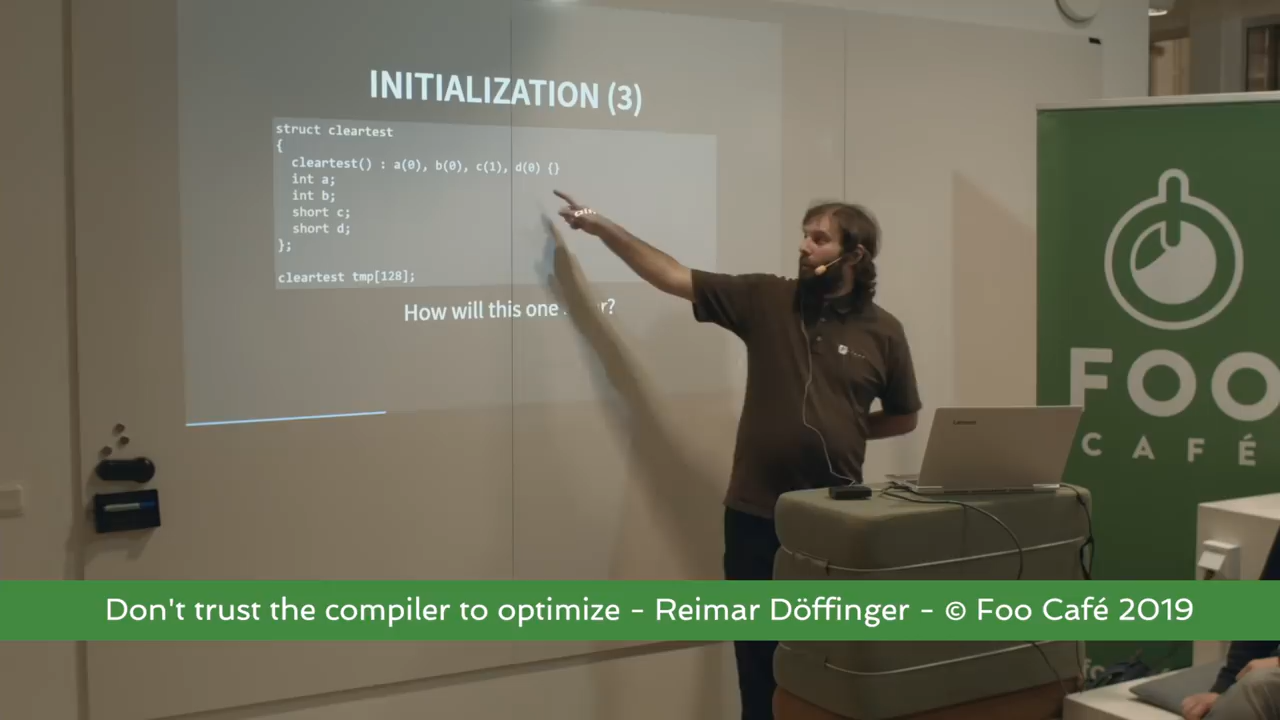 INITIALIZATION (3)
struct cleartest
{
cleartest() : a(0), b(0), c(1), d(0) {}
int a;
int b;
short c;
short d;
};
cleartest tmp[128];
How will this one
FOO
CAFÉ
Lenovo
Don't trust the compiler to optimize - Reimar Döffinger - © Foo Café 2019